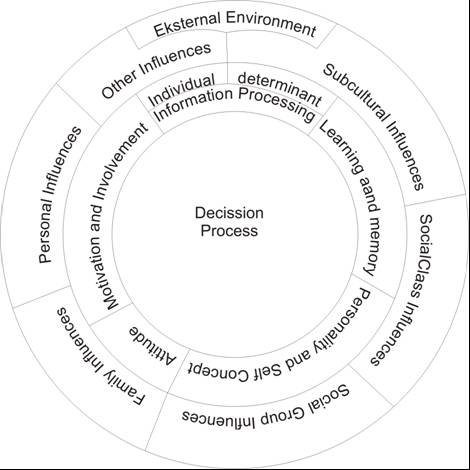 Eksternal Environment
Other Influences
Subcultural Influences
SocialClass Influences
Social Group Influences
Family Influences
Personal Influences
Individual determinant
Information Processing
Learning aand memory
Personality and Self Concept
Attitude
Motivation and Involvement
Decission
Process